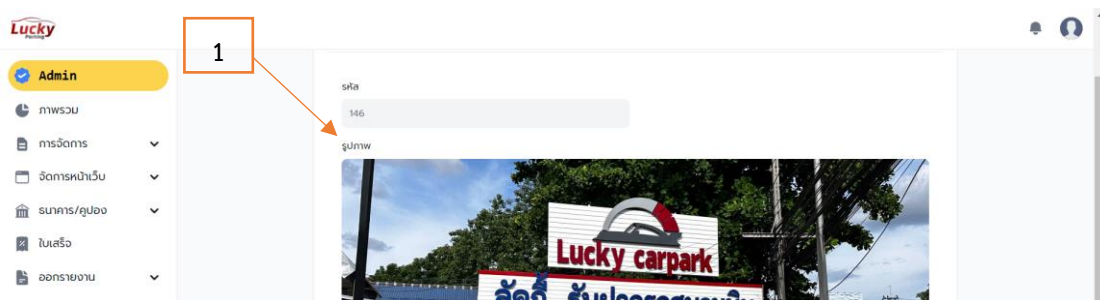 Lucky
Parking
1
Admin
ภาพรวม
การจัดการ
จัดการหน้าเว็บ
ธนาคาร/คูปอง
ใบเสร็จ
ออกรายงาน
รหัส
146
รูปภาพ
Lucky carpark
ลัคกี้